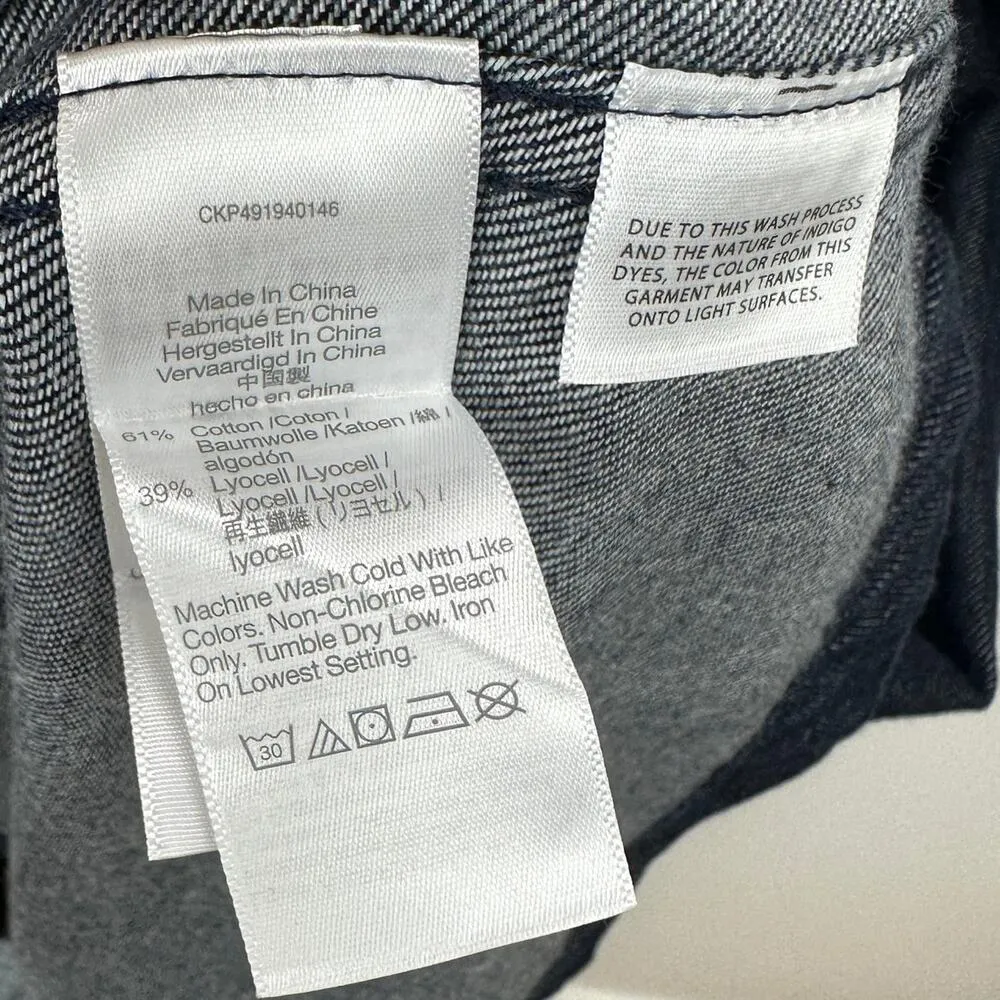 CKP491940146
Made In China
Fabriqué En Chine
Hergestellt In China
Vervaardigd In China
中国製
hecho en china
61% Cotton /Coton /
Baumwolle /Katoen /綿 /
algodón
39% Lyocell /Lyocell /
Lyocell /Lyocell /
再生繊維 (リヨセル) /
lyocell
Machine Wash Cold With Like
Colors. Non-Chlorine Bleach
Only. Tumble Dry Low. Iron
On Lowest Setting.
30
DUE TO THIS WASH PROCESS
AND THE NATURE OF INDIGO
DYES, THE COLOR FROM THIS
GARMENT MAY TRANSFER
ONTO LIGHT SURFACES.